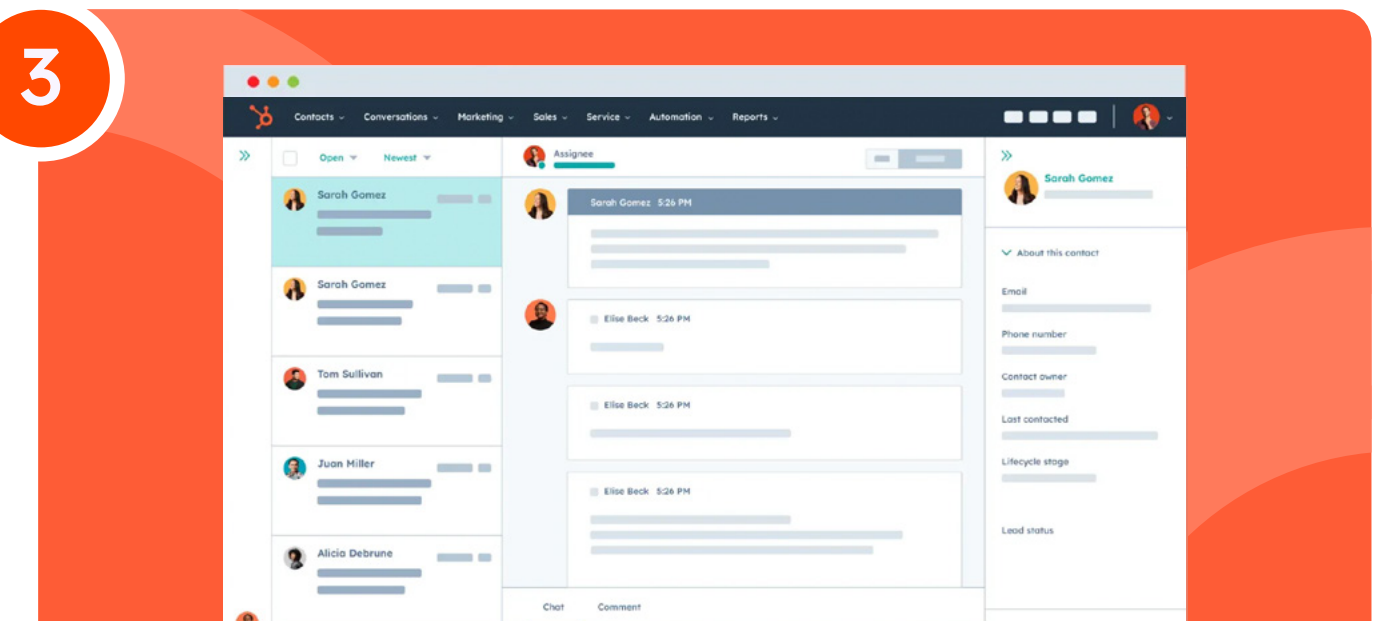 3
Contacts Conversations Marketing Sales Service Automation Reports
Open Newest
Sarah Gomez
Sarah Gomez
Tom Sullivan
Juan Miller
Alicia Debrune
Assignee
Sarah Gomez 5:26 PM
Elise Beck 5:26 PM
Elise Beck 5:26 PM
Elise Beck 5:26 PM
Chat Comment
Sarah Gomez
About this contact
Email
Phone number
Contact owner
Last contacted
Lifecycle stage
Lead status